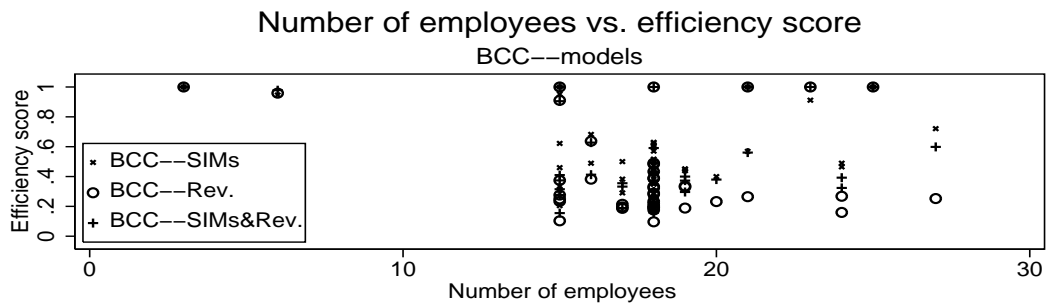 Number of employees vs. efficiency score
BCC−−models
Efficiency score
1
.8
.6
.4
.2
0
BCC−−SIMs
BCC−−Rev.
BCC−−SIMs&Rev.
0 10 20 30
Number of employees